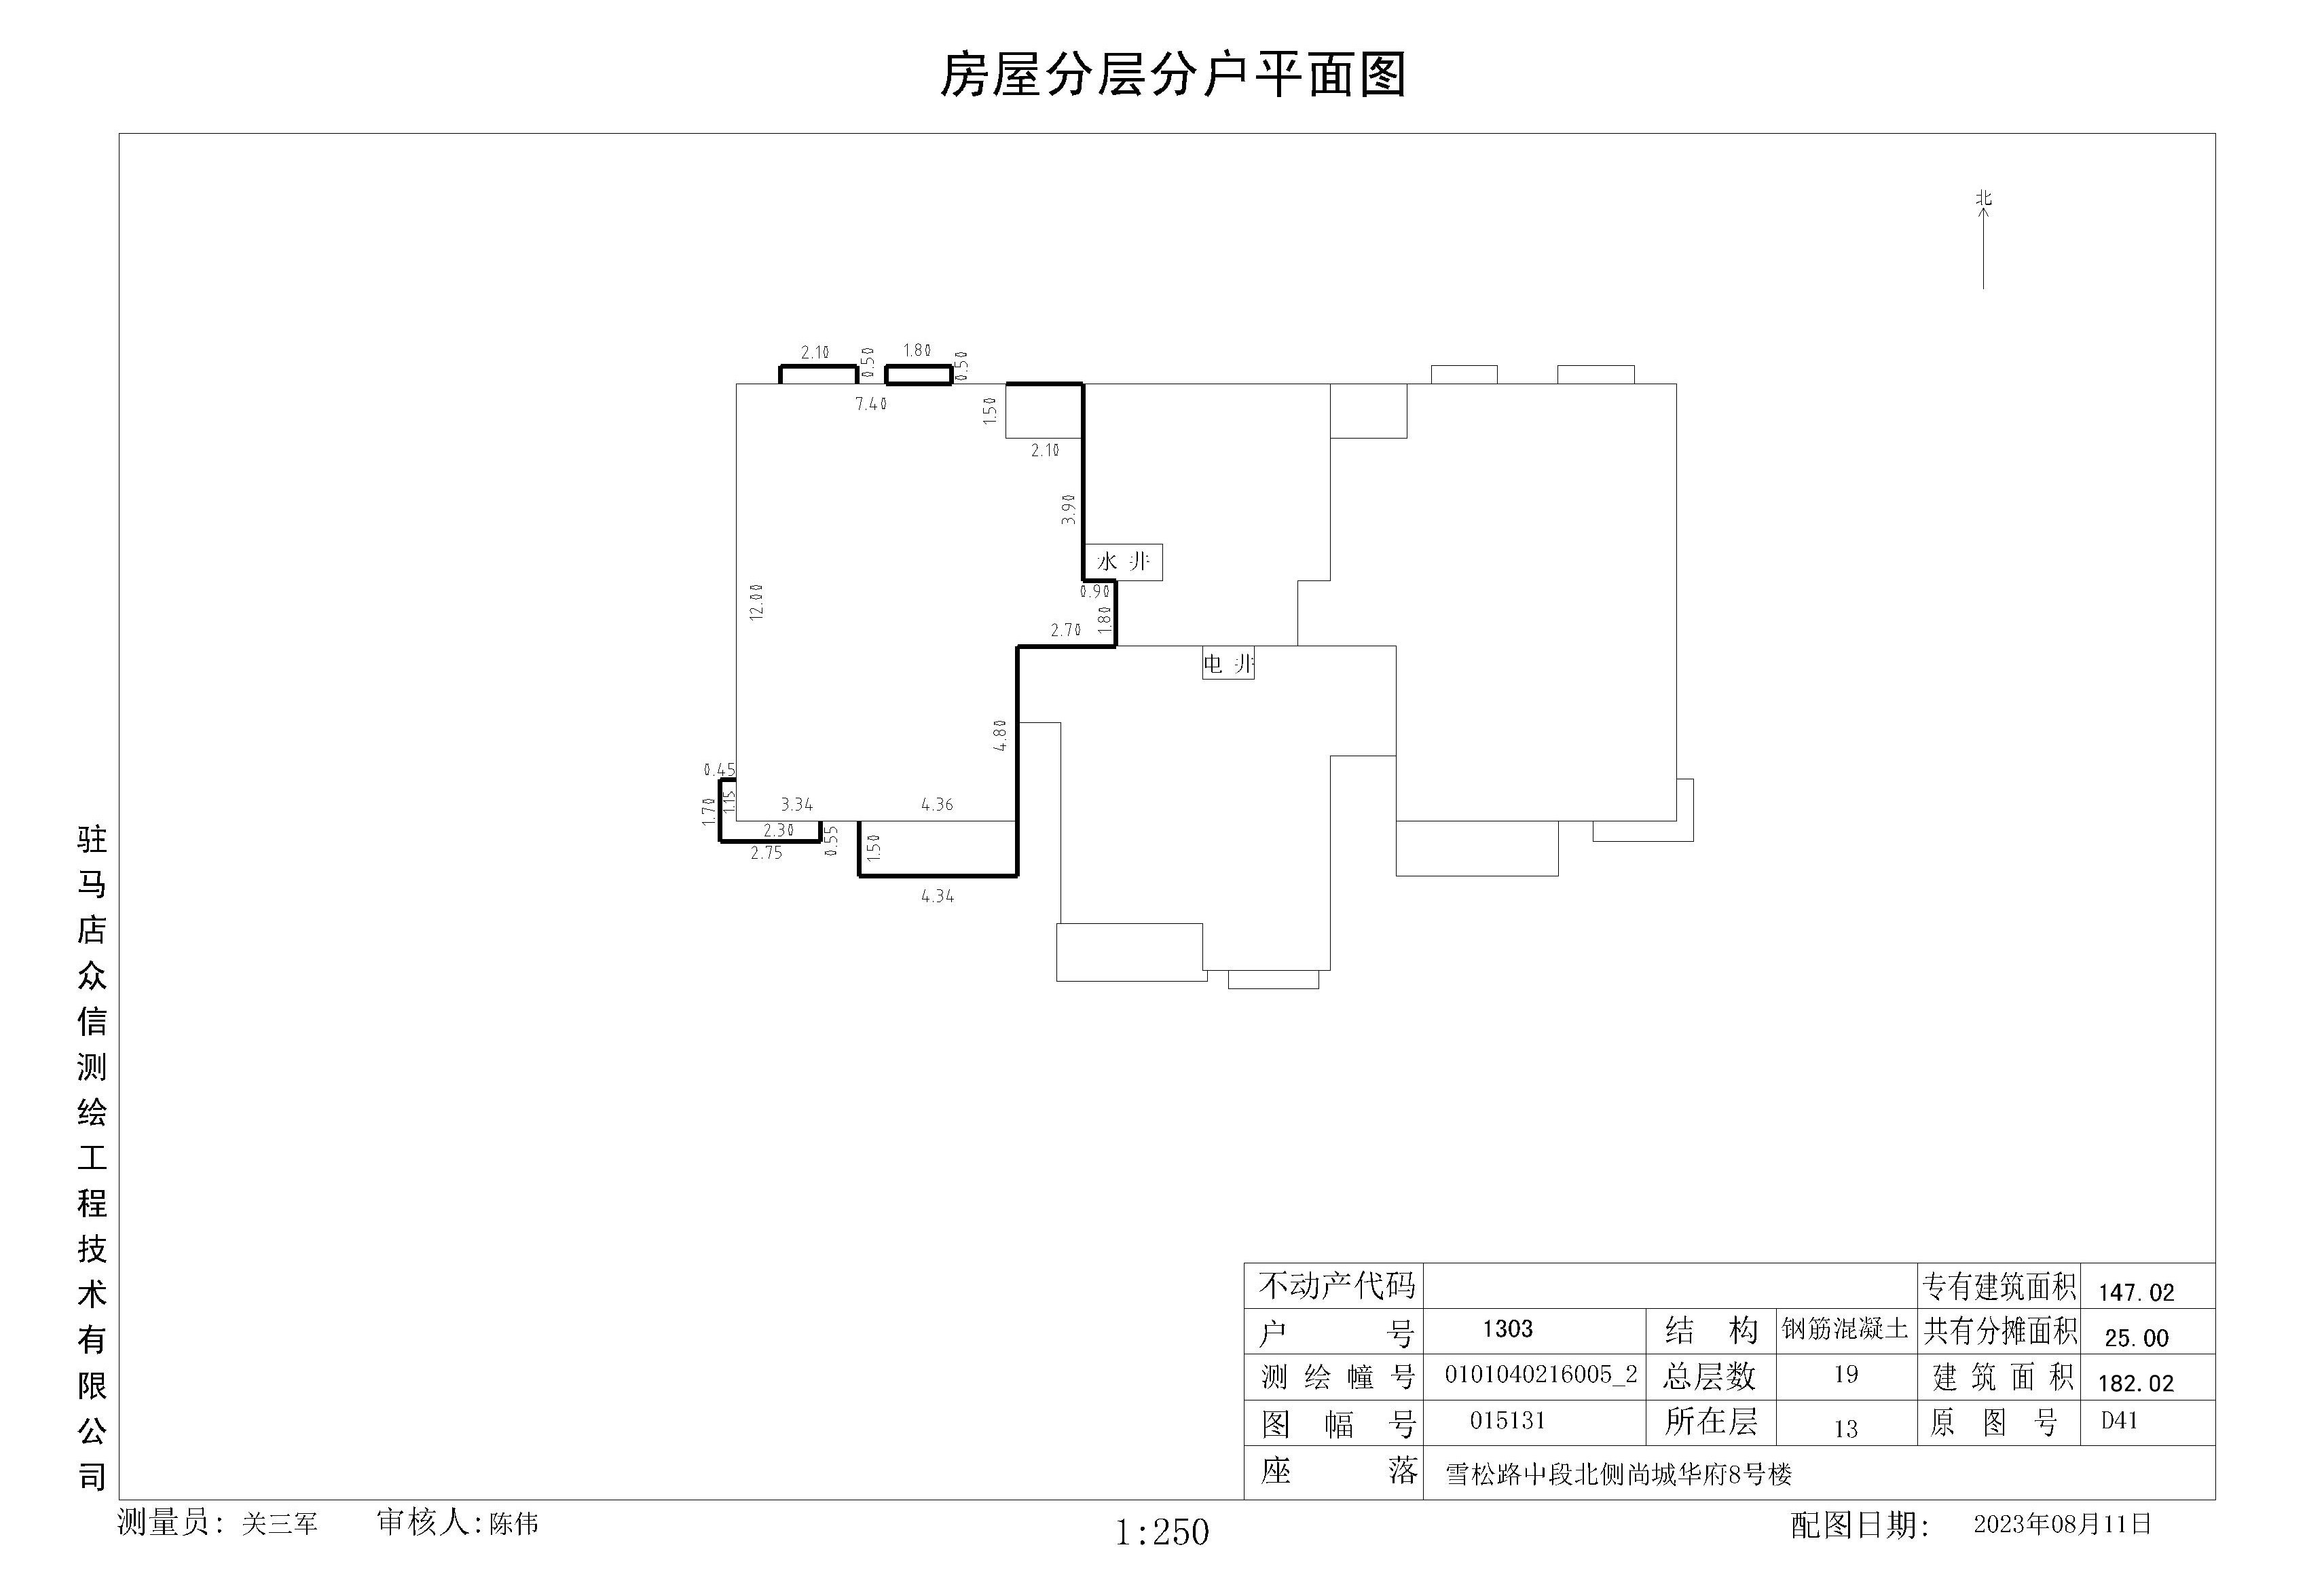 房屋分层分户平面图
北
2.10
0.50
1.80
0.50
7.40
1.50
2.10
3.90
水井
0.90
12.00
1.80
2.70
电井
4.80
0.45
1.15
1.70
3.34
4.36
2.30
0.55
1.50
2.75
4.34
驻马店众信测绘工程技术有限公司
不动产代码 专有建筑面积 147.02
户号 1303 结构 钢筋混凝土 共有分摊面积 25.00
测绘幢号 0101040216005_2 总层数 19 建筑面积 182.02
图幅号 015131 所在层 13 原图号 D41
座落 雪松路中段北侧尚城华府8号楼
测量员: 关三军 审核人: 陈伟 1:250 配图日期: 2023年08月11日